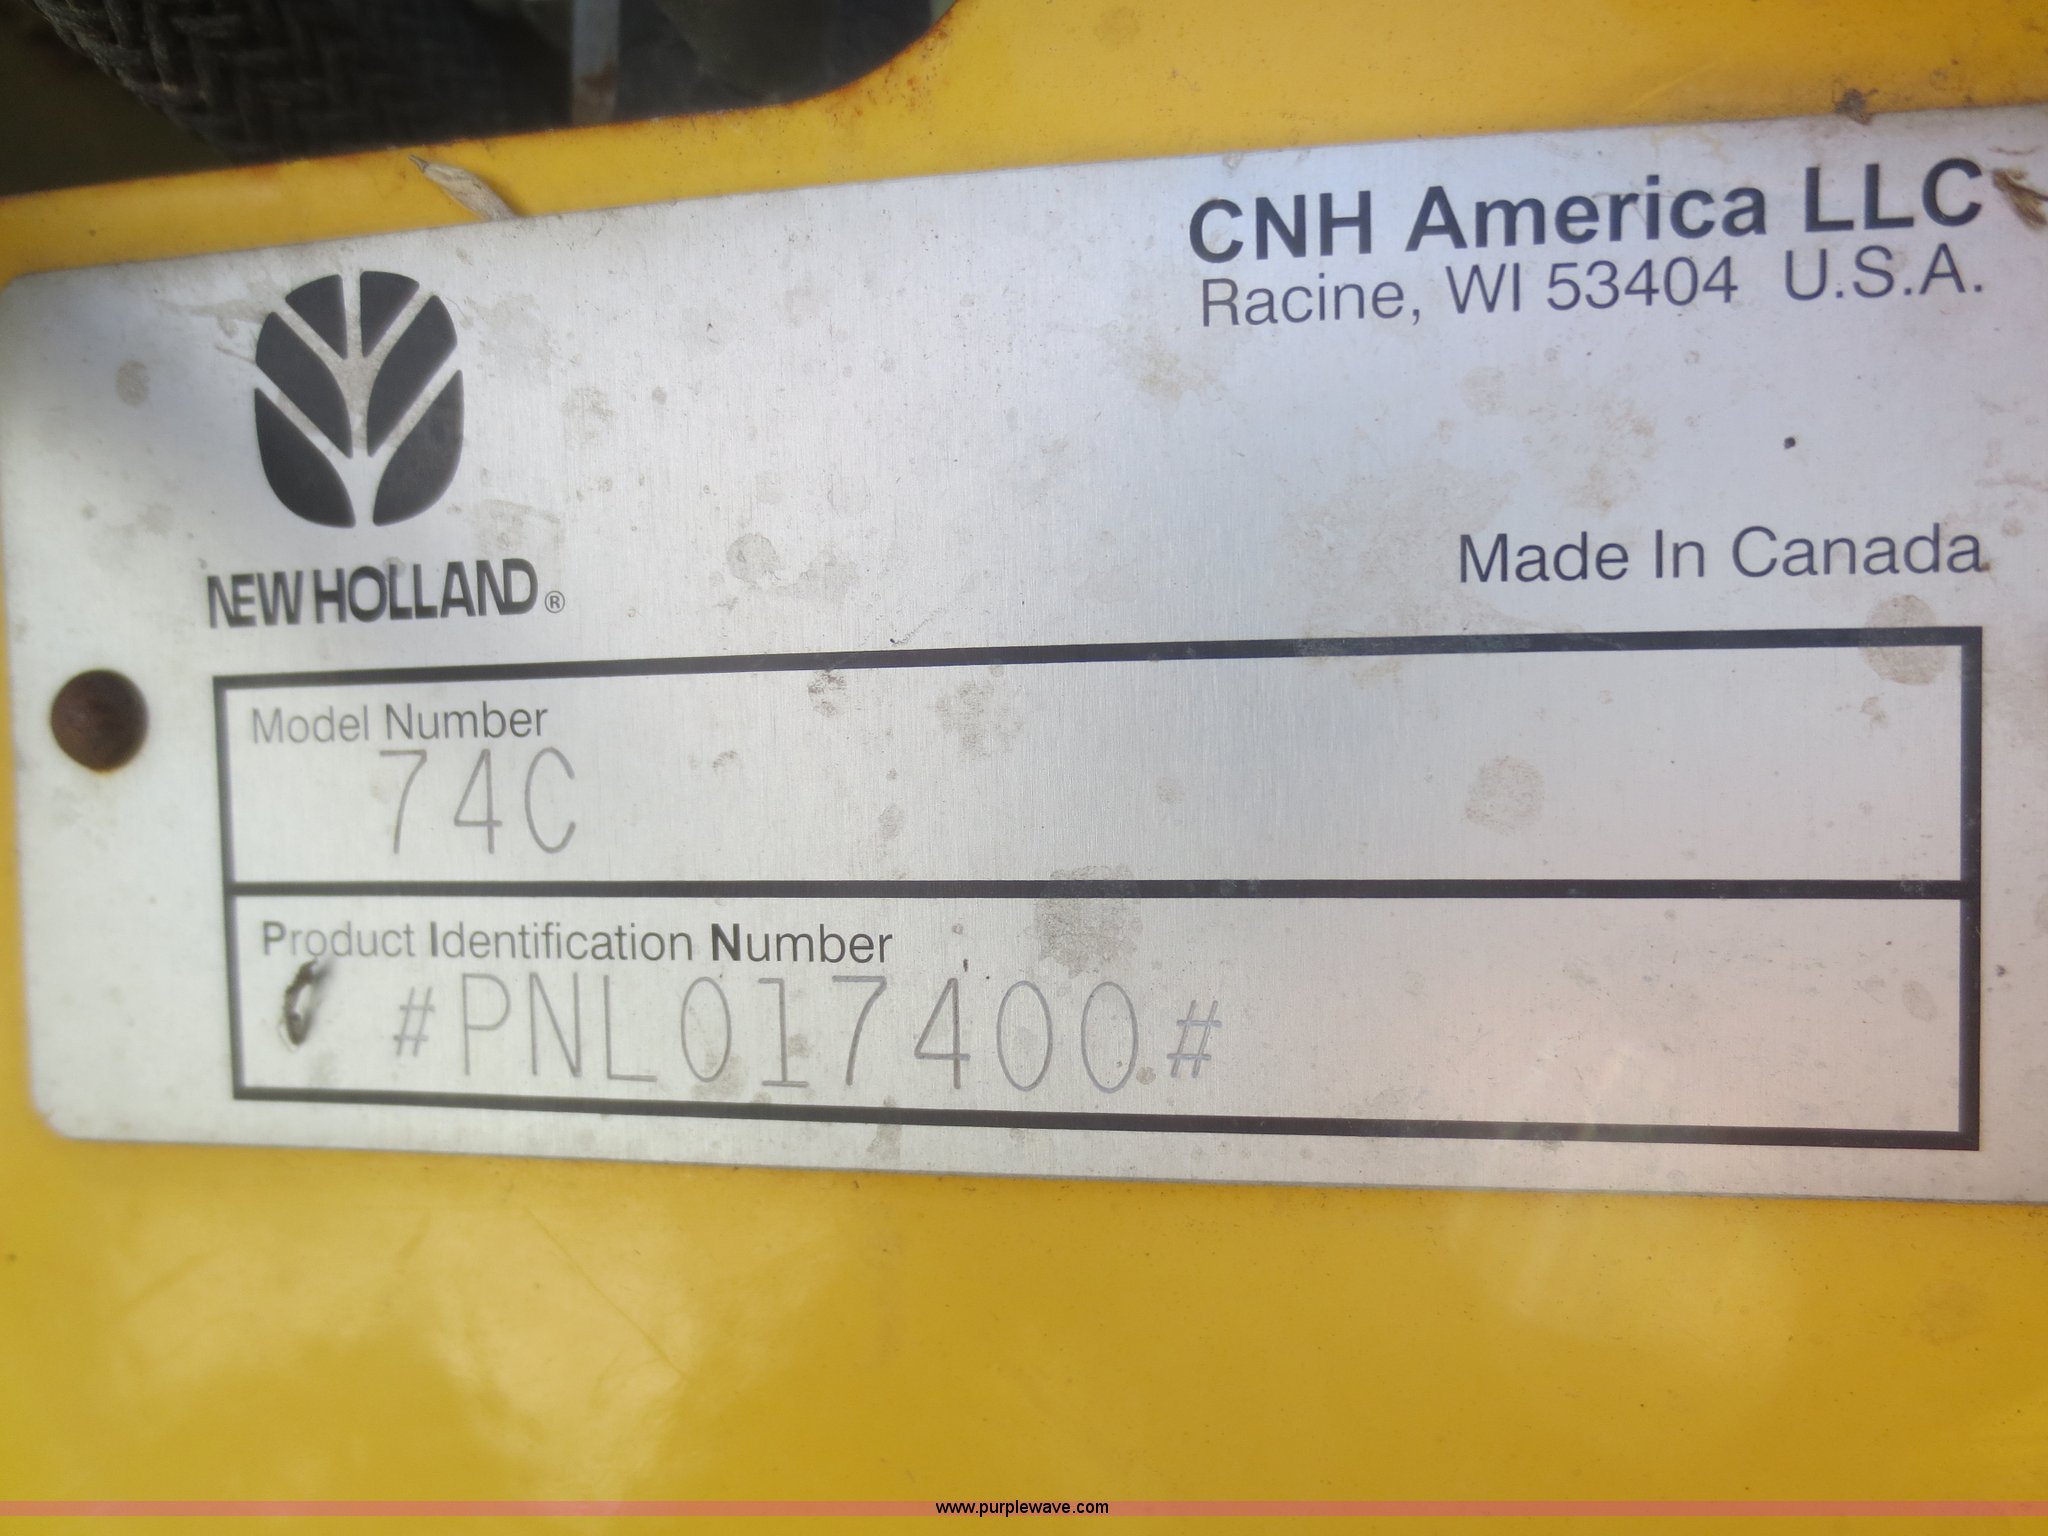 CNH America LLC
Racine, WI 53404 U.S.A.
NEW HOLLAND®
Made In Canada
Model Number
74C
Product Identification Number
#PNL017400#
www.purplewave.com